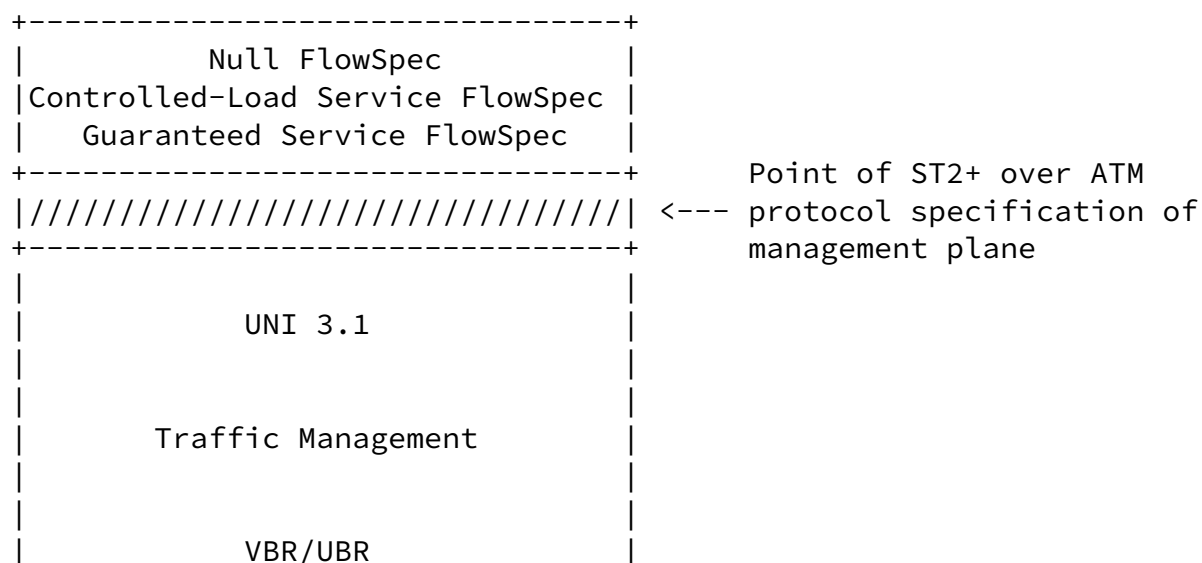 +---------------------------------+
|          Null FlowSpec          |
|Controlled-Load Service FlowSpec |
|   Guaranteed Service FlowSpec   |
+---------------------------------+      Point of ST2+ over ATM
|/////////////////////////////////| <--- protocol specification of
+---------------------------------+      management plane
|                                 |
|            UNI 3.1              |
|                                 |
|                                 |
|       Traffic Management        |
|                                 |
|                                 |
|            VBR/UBR              |